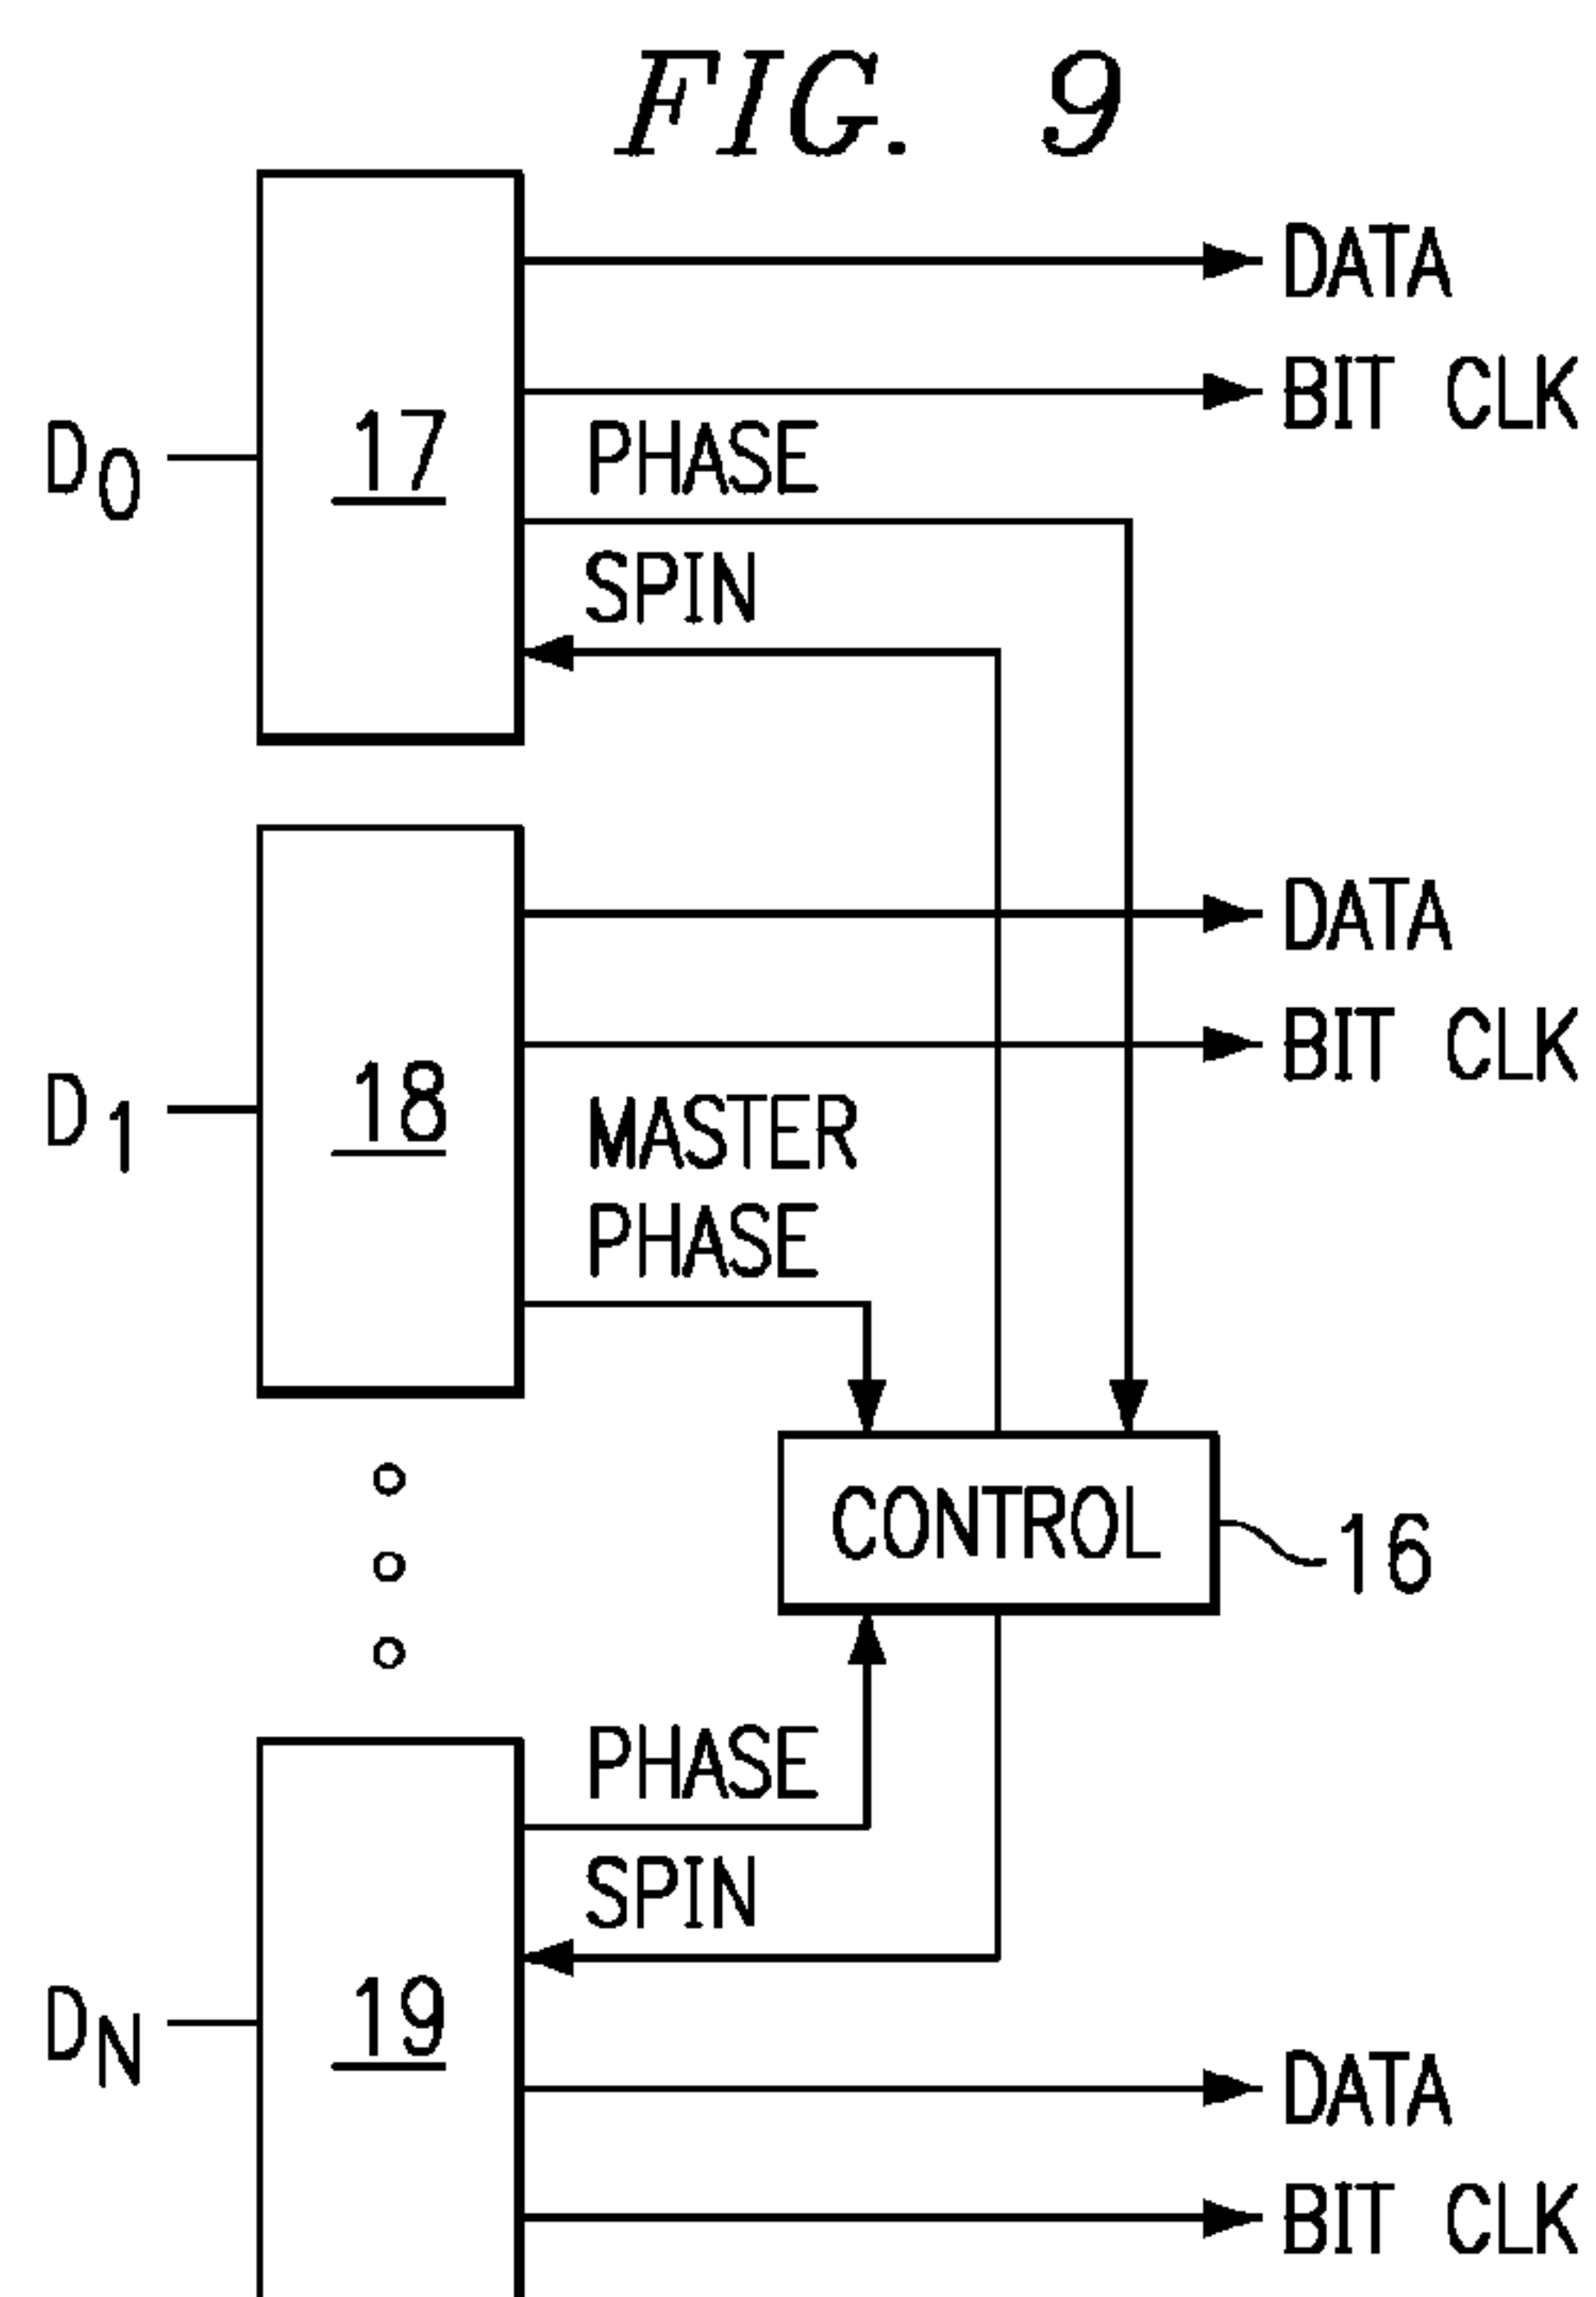 FIG. 9
DATA
BIT CLK
D0
17
PHASE
SPIN
DATA
BIT CLK
D1
18
MASTER
PHASE
CONTROL
16
PHASE
SPIN
DN
19
DATA
BIT CLK